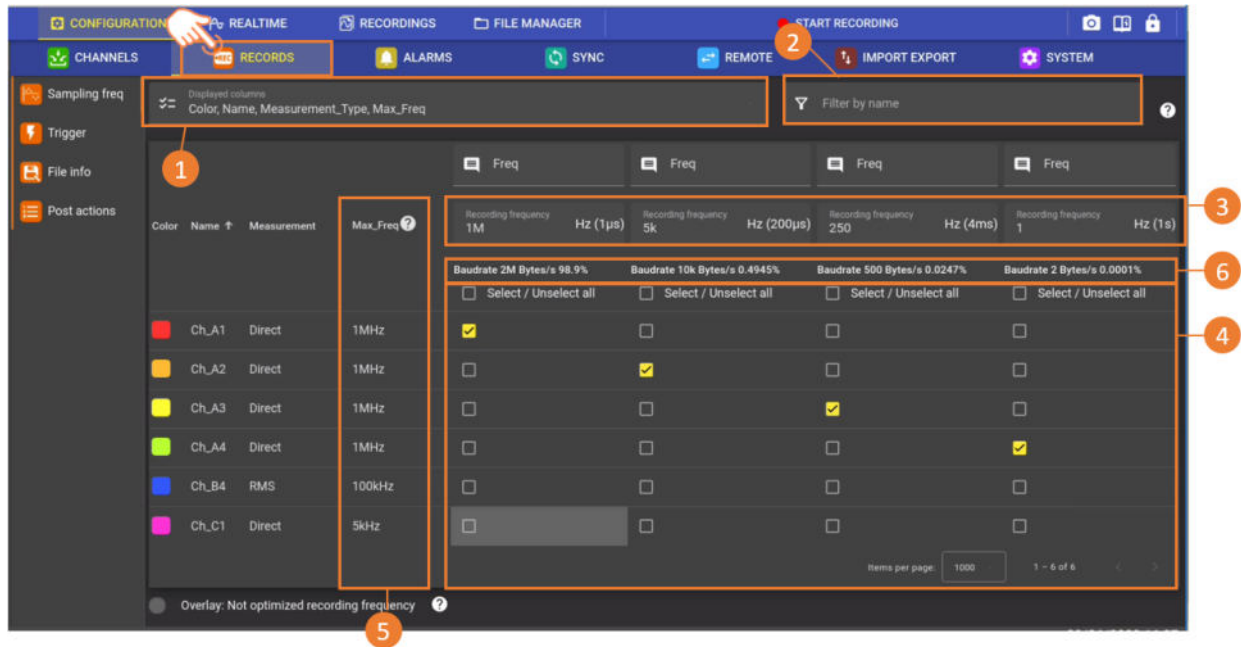 CONFIGURATION REALTIME RECORDINGS FILE MANAGER START RECORDING
CHANNELS REC RECORDS ALARMS SYNC REMOTE IMPORT EXPORT SYSTEM
2
Sampling freq
Trigger
File info
Post actions
Displayed columns
Color, Name, Measurement_Type, Max_Freq
Filter by name
?
1
Freq Freq Freq Freq
Color Name ↑ Measurement Max_Freq ?
Recording frequency Recording frequency Recording frequency Recording frequency
1M Hz (1µs) 5k Hz (200µs) 250 Hz (4ms) 1 Hz (1s)
3
Baudrate 2M Bytes/s 98.9% Baudrate 10k Bytes/s 0.4945% Baudrate 500 Bytes/s 0.0247% Baudrate 2 Bytes/s 0.0001%
6
Select / Unselect all Select / Unselect all Select / Unselect all Select / Unselect all
Ch_A1 Direct 1MHz
4
Ch_A2 Direct 1MHz
Ch_A3 Direct 1MHz
Ch_A4 Direct 1MHz
Ch_B4 RMS 100kHz
Ch_C1 Direct 5kHz
Items per page: 1000 1 – 6 of 6
Overlay: Not optimized recording frequency ?
5